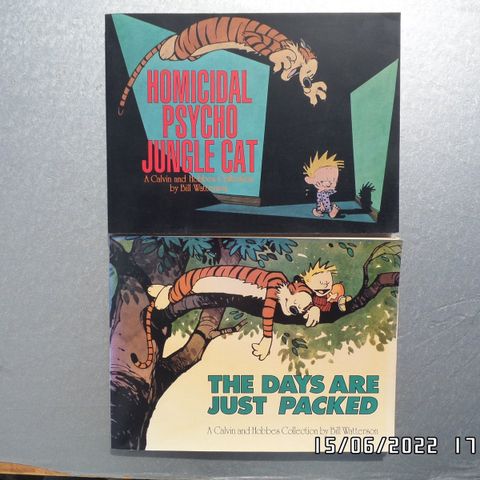 HOMICIDAL
PSYCHO
JUNGLE CAT
A Calvin and Hobbes Collection
by Bill Watterson
THE DAYS ARE
JUST PACKED
A Calvin and Hobbes Collection by Bill Watterson
15/06/2022 17